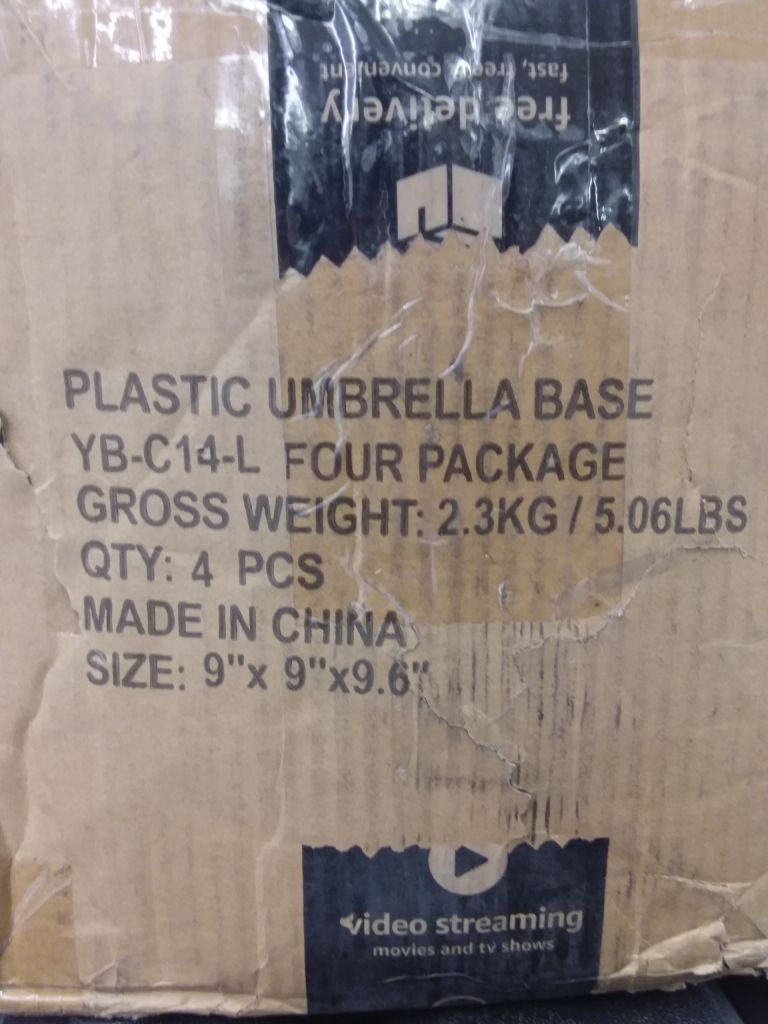 fast, free & convenient
free delivery
PLASTIC UMBRELLA BASE
YB-C14-L FOUR PACKAGE
GROSS WEIGHT: 2.3KG / 5.06LBS
QTY: 4 PCS
MADE IN CHINA
SIZE: 9"x 9"x9.6"
video streaming
movies and tv shows